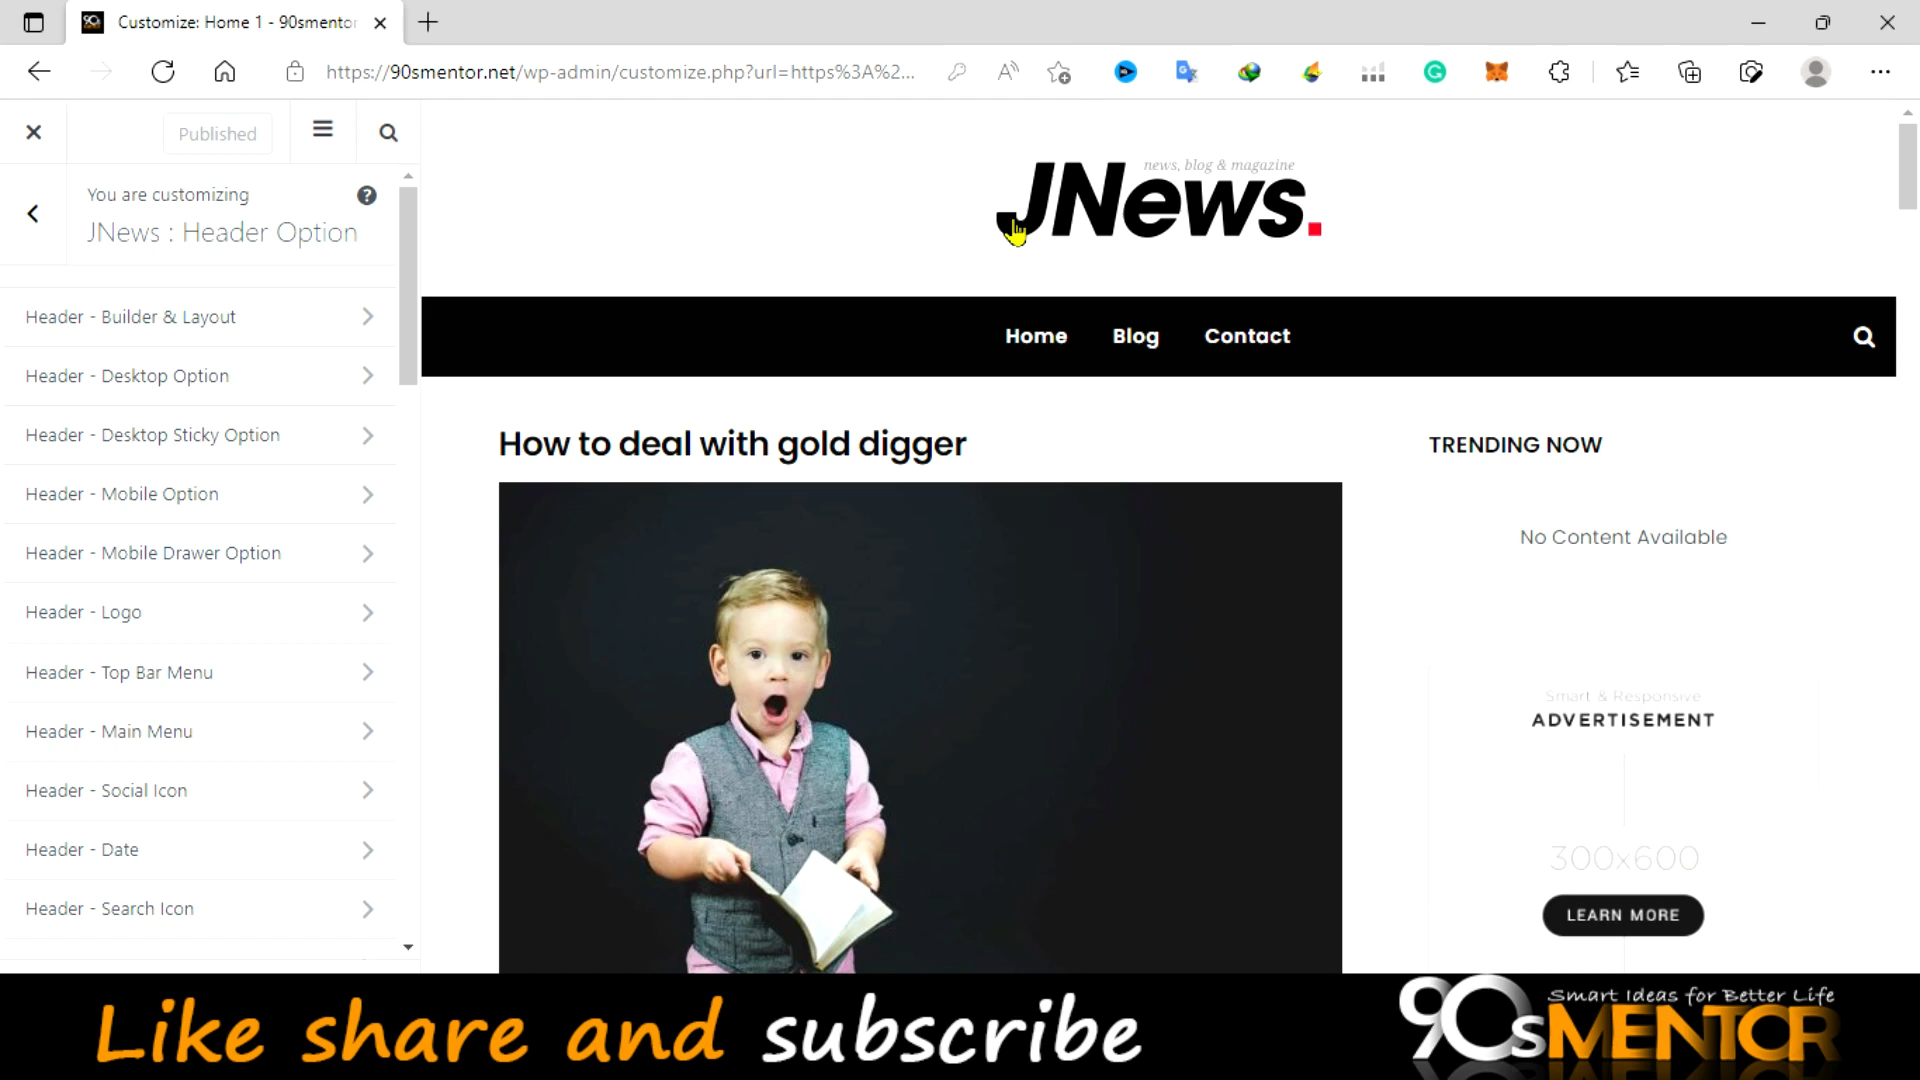 Customize: Home 1 - 90smentor
https://90smentor.net/wp-admin/customize.php?url=https%3A%2...
Published
You are customizing
JNews : Header Option
Header - Builder & Layout
Header - Desktop Option
Header - Desktop Sticky Option
Header - Mobile Option
Header - Mobile Drawer Option
Header - Logo
Header - Top Bar Menu
Header - Main Menu
Header - Social Icon
Header - Date
Header - Search Icon
news, blog & magazine
JNews.
Home Blog Contact
How to deal with gold digger
TRENDING NOW
No Content Available
Smart & Responsive
ADVERTISEMENT
300x600
LEARN MORE
Like share and subscribe
Smart Ideas for Better Life
90sMENTOR